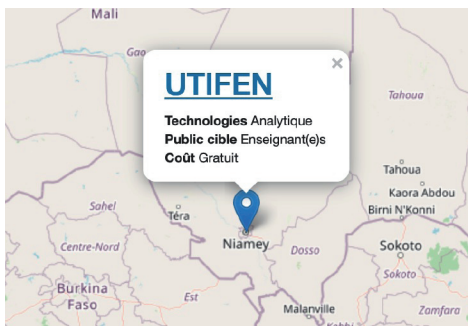 Mali
Gao
×
UTIFEN
Technologies Analytique
Public cible Enseignant(e)s
Coût Gratuit
Tahoua
Tahoua
Kaora Abdou
Birni N'Konni
Sahel
Téra
Niamey
Dosso
Sokoto
Centre-Nord
Sokoto
Burkina
Faso
Est
Malanville
Kebbi
Zamfara